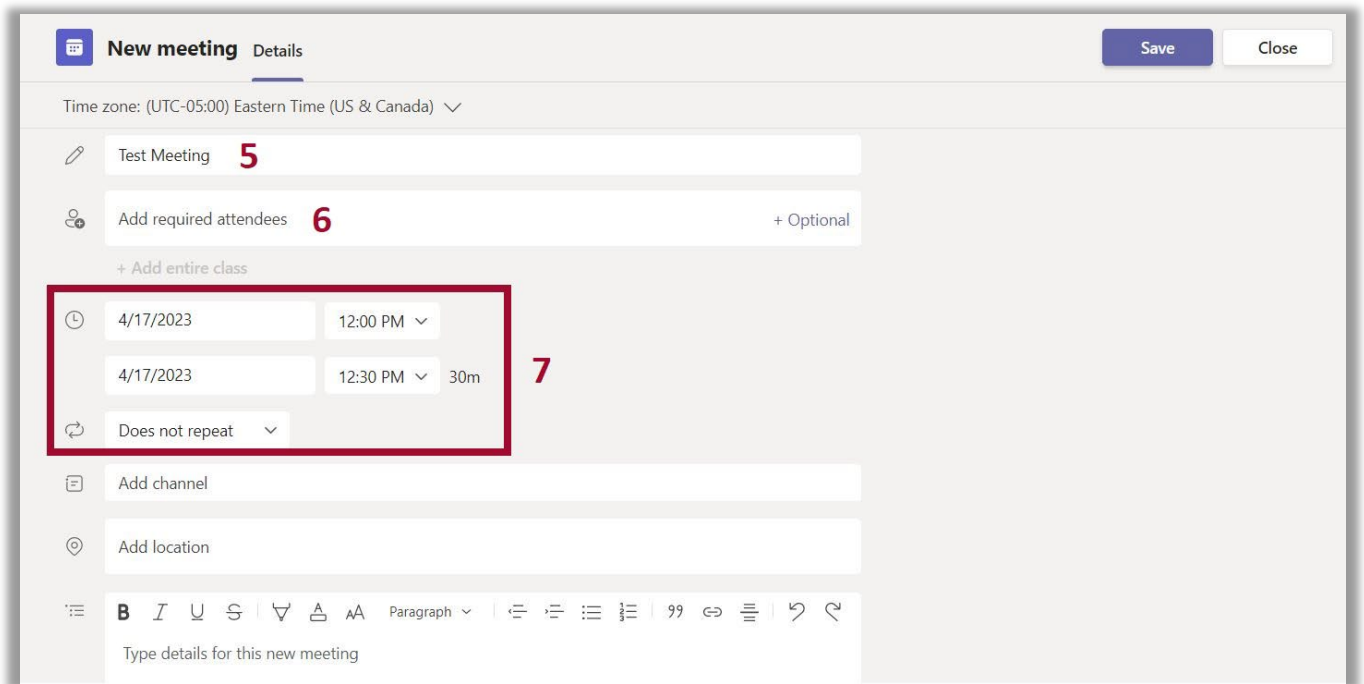 New meeting Details Save Close
Time zone: (UTC-05:00) Eastern Time (US & Canada)
Test Meeting 5
Add required attendees 6 + Optional
+ Add entire class
4/17/2023 12:00 PM
4/17/2023 12:30 PM 30m 7
Does not repeat
Add channel
Add location
B I U S A AA Paragraph 99
Type details for this new meeting